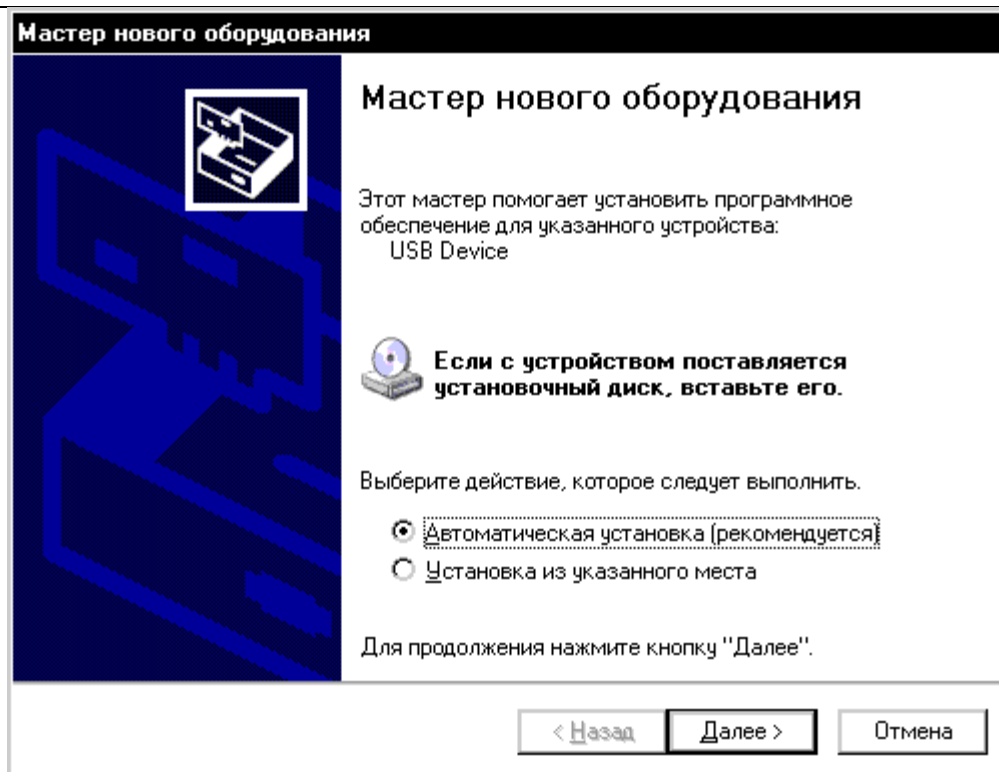 Мастер нового оборудования
Мастер нового оборудования
Этот мастер помогает установить программное
обеспечение для указанного устройства:
USB Device
Если с устройством поставляется
установочный диск, вставьте его.
Выберите действие, которое следует выполнить.
Автоматическая установка (рекомендуется)
Установка из указанного места
Для продолжения нажмите кнопку "Далее".
< Назад Далее > Отмена